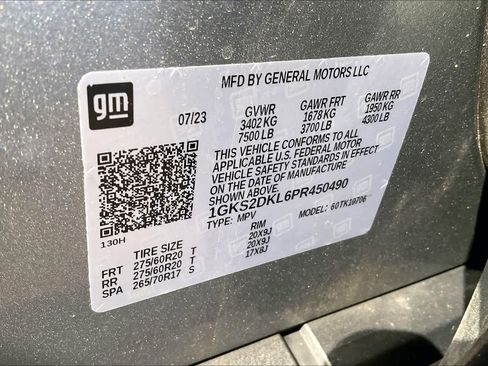 gm
MFD BY GENERAL MOTORS LLC
07/23 GVWR GAWR FRT GAWR RR
3402 KG 1678 KG 1950 KG
7500 LB 3700 LB 4300 LB
THIS VEHICLE CONFORMS TO ALL
APPLICABLE U.S. FEDERAL MOTOR
VEHICLE SAFETY STANDARDS IN EFFECT
ON THE DATE OF MANUFACTURE
SHOWN ABOVE.
1GKS2DKL6PR450490
TYPE: MPV MODEL: 60TK10706
130H
TIRE SIZE RIM
FRT 275/60R20 T 20X9J
RR 275/60R20 T 20X9J
SPA 265/70R17 S 17X8J